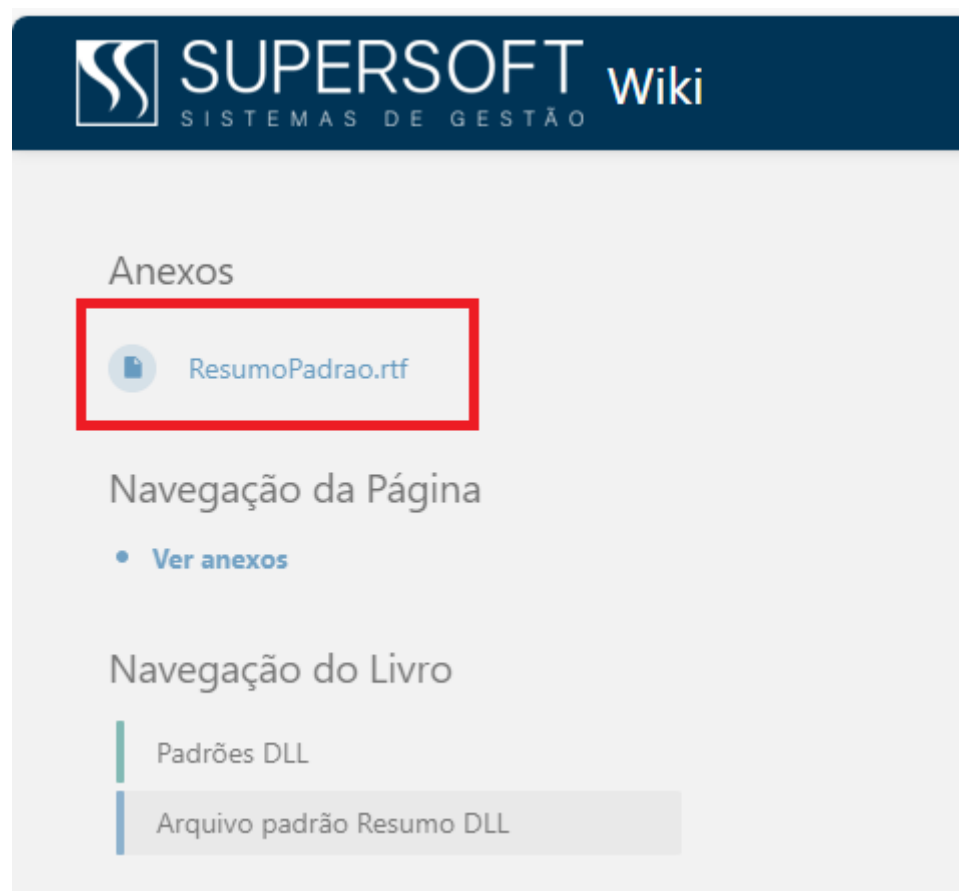 SUPERSOFT Wiki
SISTEMAS DE GESTÃO
Anexos
ResumoPadrao.rtf
Navegação da Página
Ver anexos
Navegação do Livro
Padrões DLL
Arquivo padrão Resumo DLL